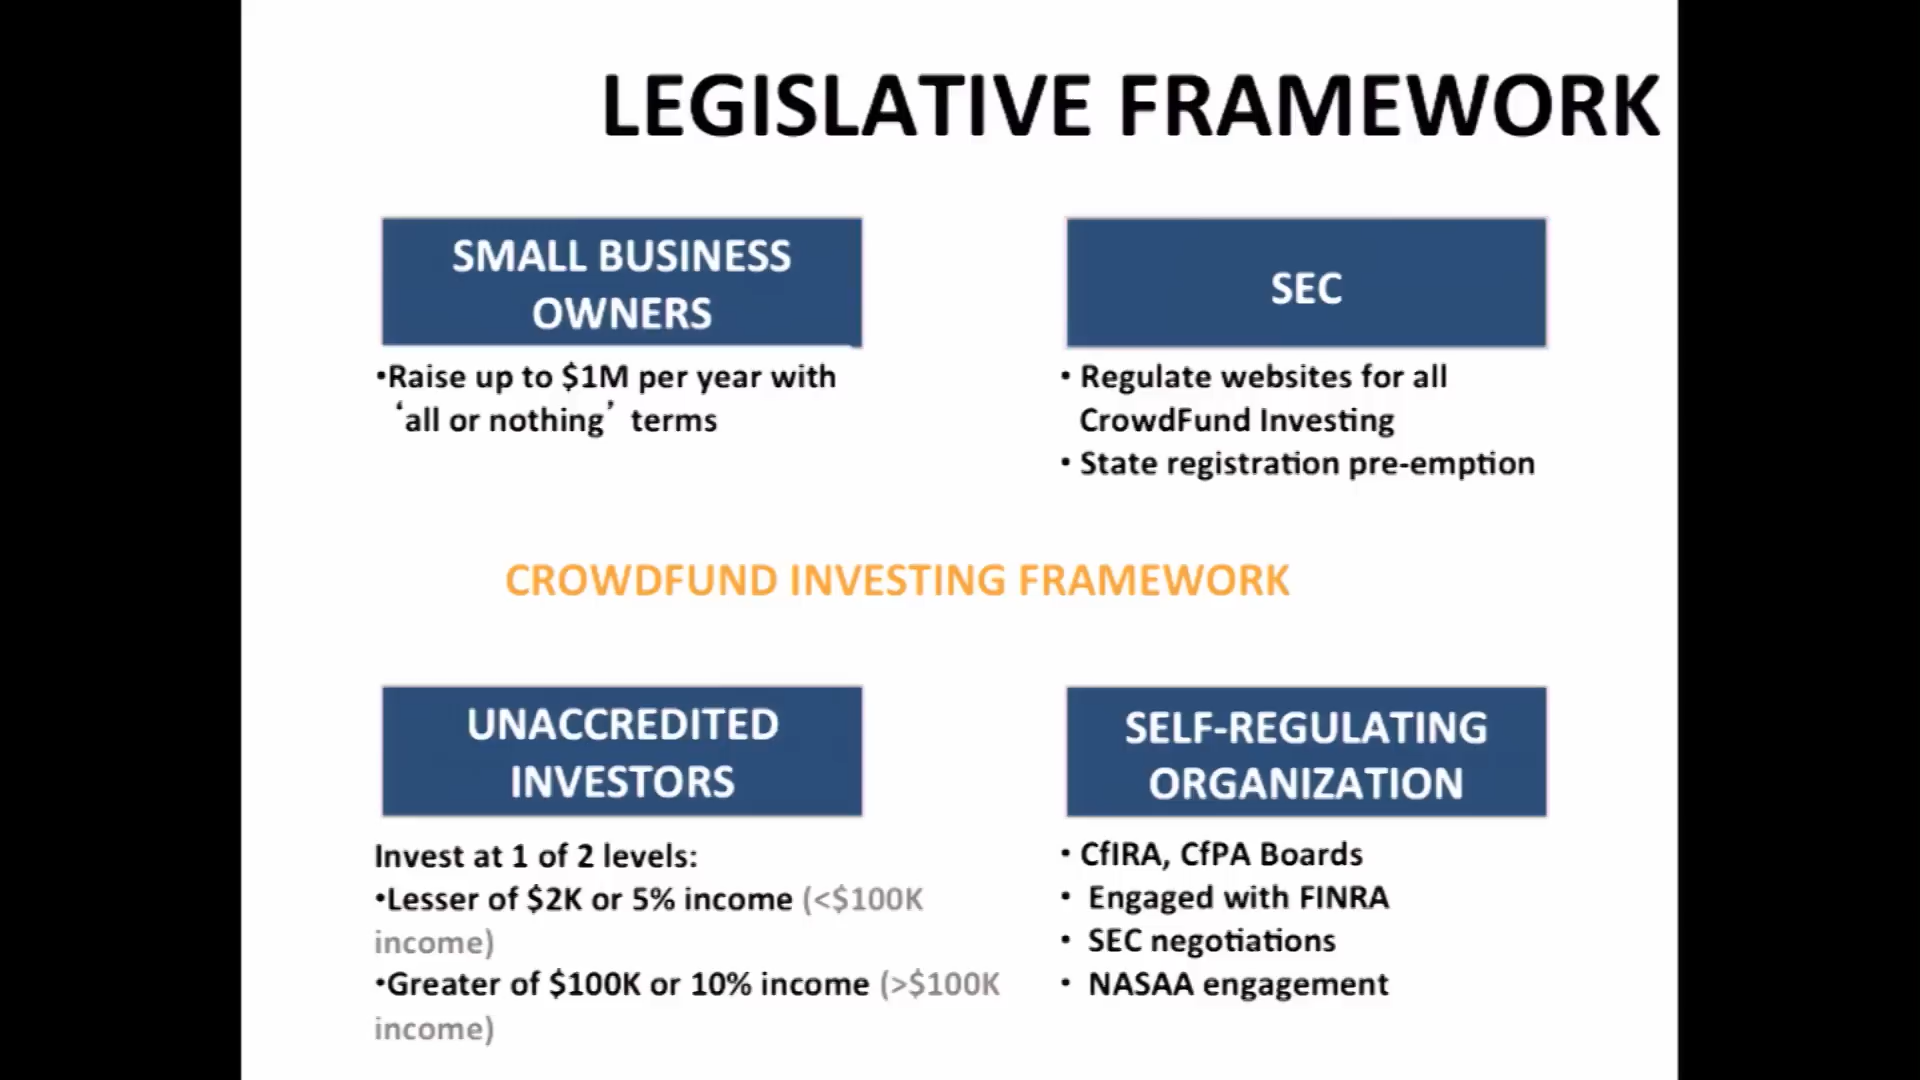 LEGISLATIVE FRAMEWORK
SMALL BUSINESS
OWNERS
•Raise up to $1M per year with
‘all or nothing’ terms
SEC
• Regulate websites for all
CrowdFund Investing
• State registration pre-emption
CROWDFUND INVESTING FRAMEWORK
UNACCREDITED
INVESTORS
Invest at 1 of 2 levels:
•Lesser of $2K or 5% income (<$100K
income)
•Greater of $100K or 10% income (>$100K
income)
SELF-REGULATING
ORGANIZATION
• CfIRA, CfPA Boards
• Engaged with FINRA
• SEC negotiations
• NASAA engagement